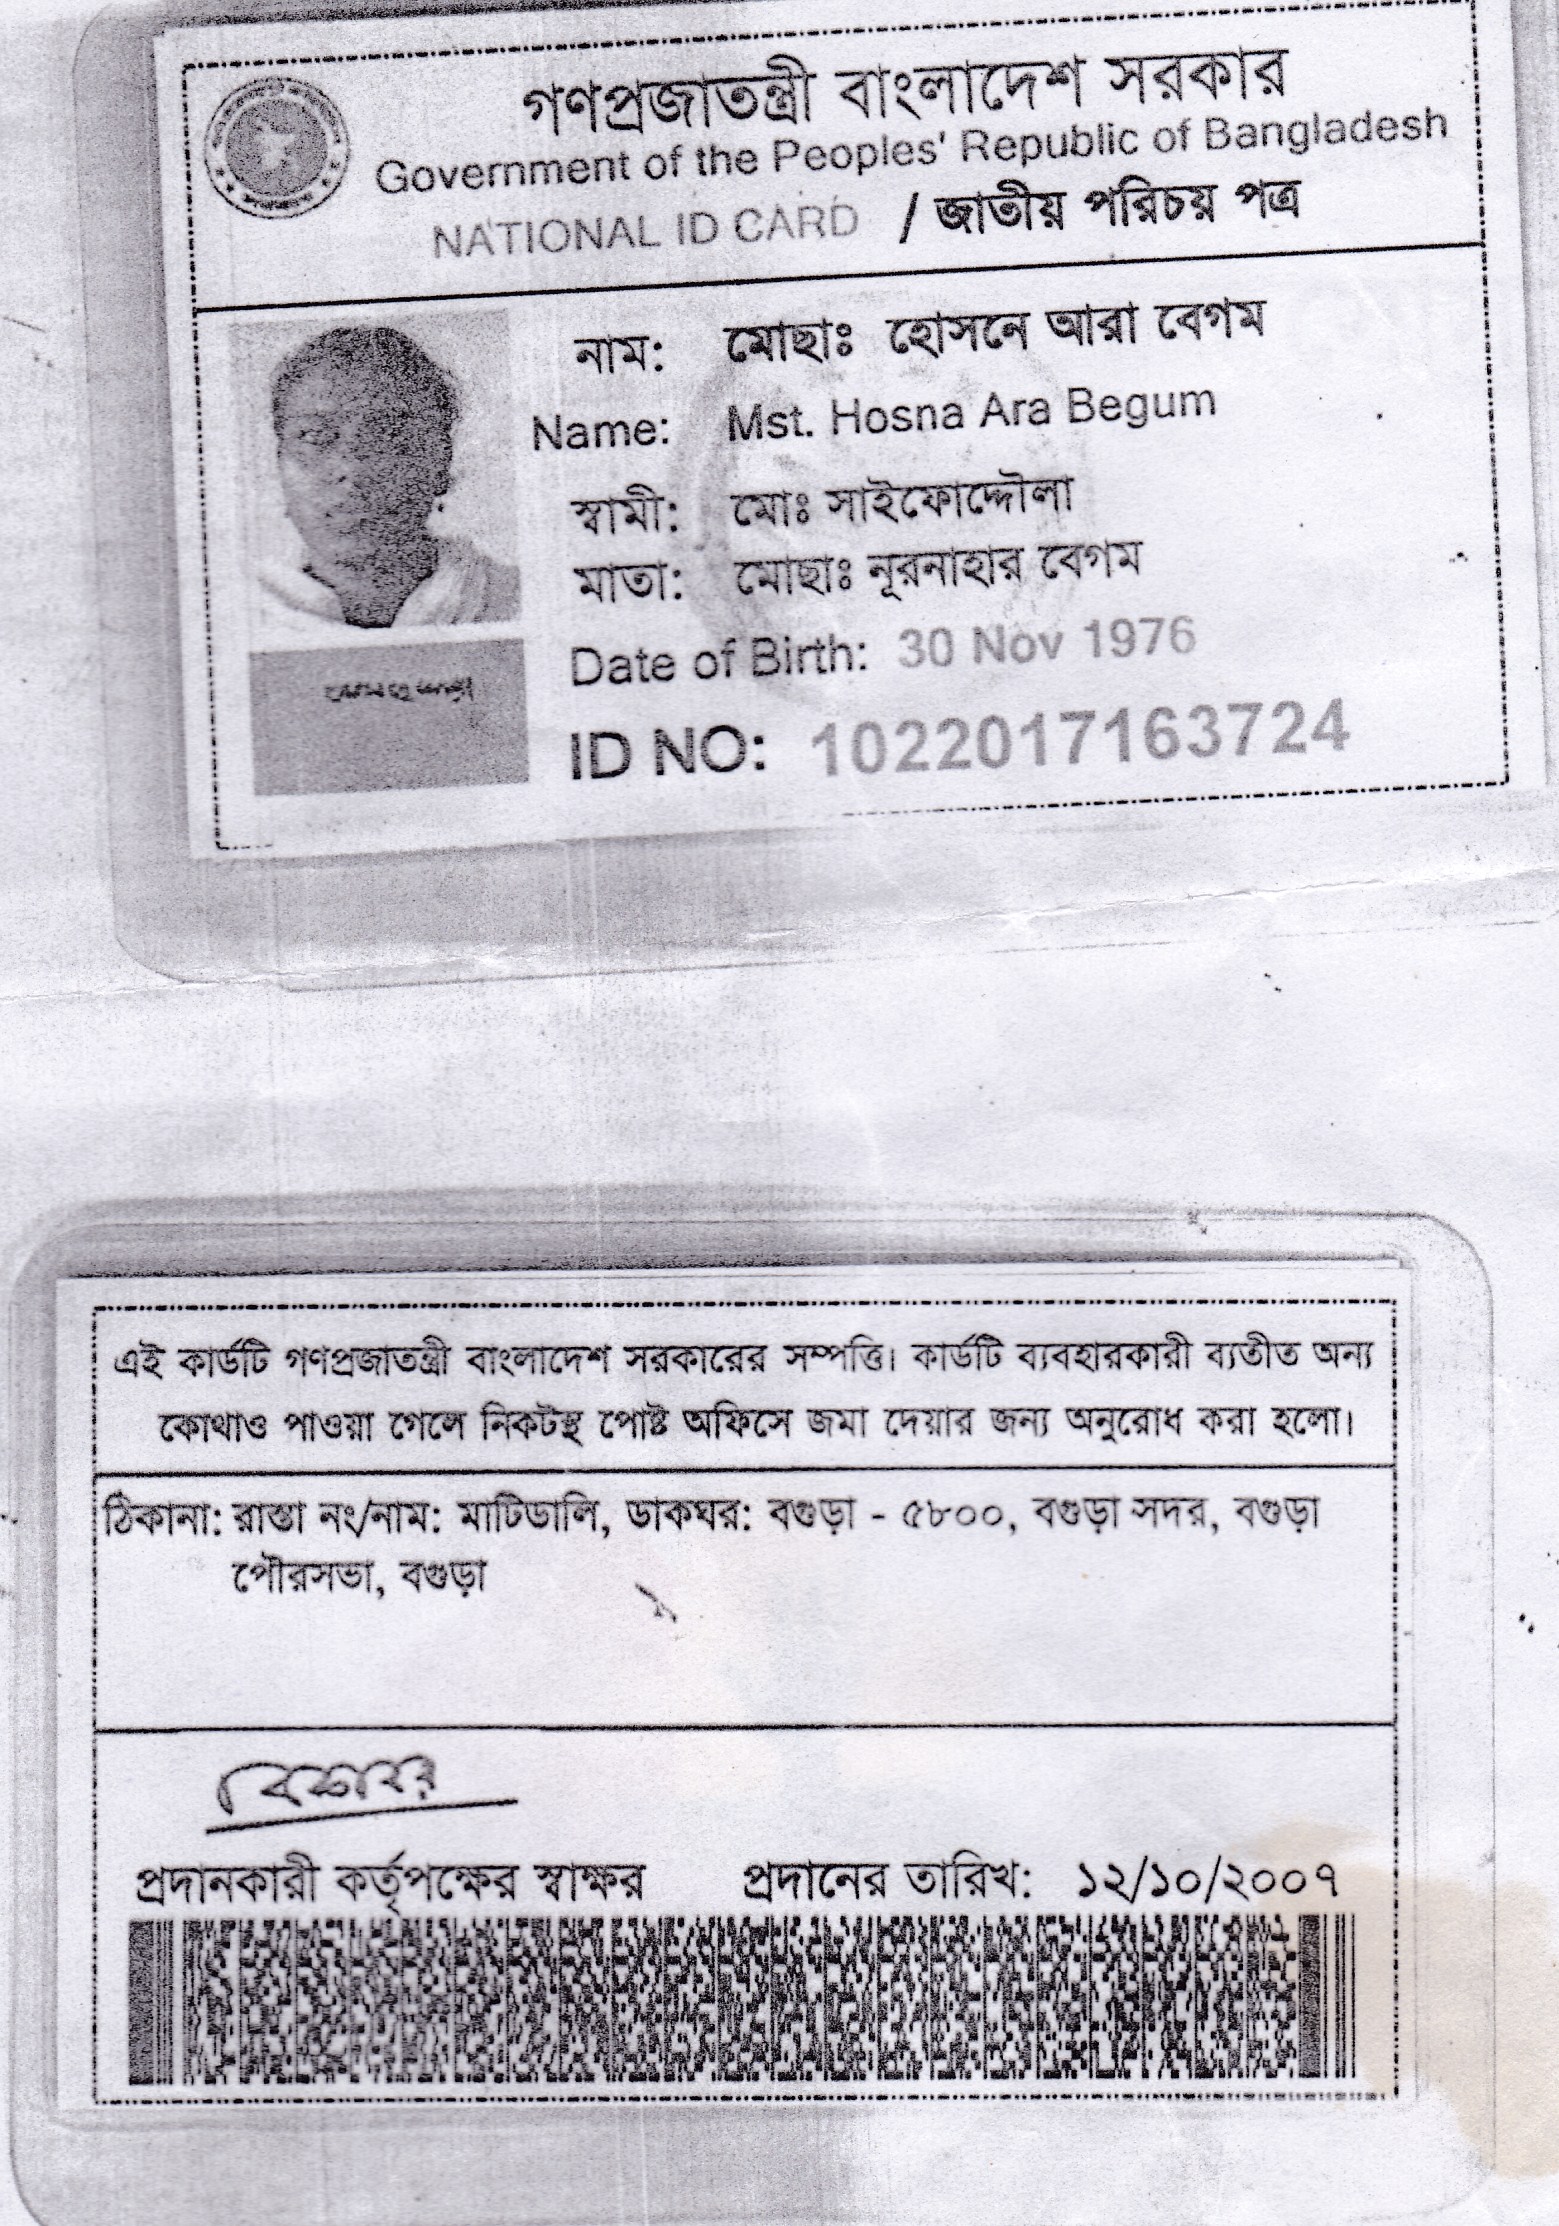 গণপ্রজাতন্ত্রী বাংলাদেশ সরকার
Government of the Peoples' Republic of Bangladesh
NATIONAL ID CARD / জাতীয় পরিচয় পত্র
নাম: মোছাঃ হোসনে আরা বেগম
Name: Mst. Hosna Ara Begum
স্বামী: মোঃ সাইফোদ্দৌলা
মাতা: মোছাঃ নূরনাহার বেগম
Date of Birth: 30 Nov 1976
ID NO: 1022017163724
এই কার্ডটি গণপ্রজাতন্ত্রী বাংলাদেশ সরকারের সম্পত্তি। কার্ডটি ব্যবহারকারী ব্যতীত অন্য
কোথাও পাওয়া গেলে নিকটস্থ পোষ্ট অফিসে জমা দেয়ার জন্য অনুরোধ করা হলো।
ঠিকানা: রাস্তা নং/নাম: মাটিডালি, ডাকঘর: বগুড়া - ৫৮০০, বগুড়া সদর, বগুড়া
পৌরসভা, বগুড়া
প্রদানকারী কর্তৃপক্ষের স্বাক্ষর প্রদানের তারিখ: ১২/১০/২০০৭